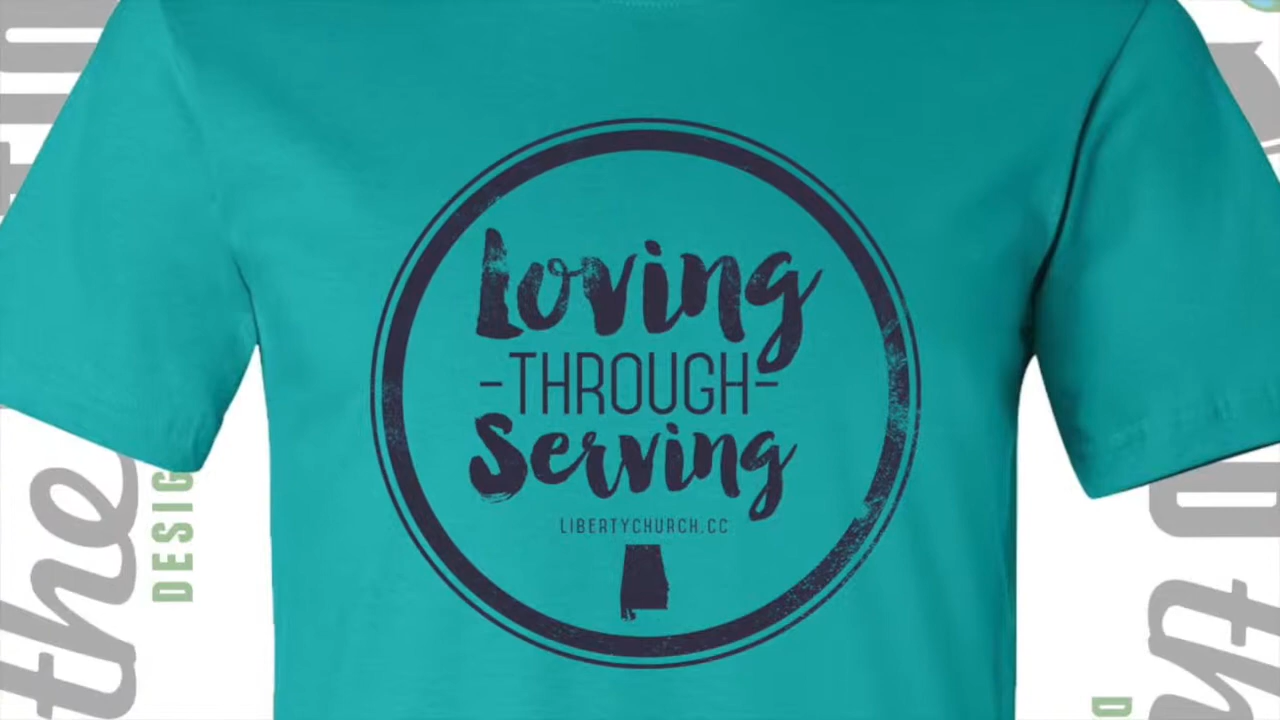 Loving
-THROUGH-
Serving
LIBERTYCHURCH.CC
the
DESIG